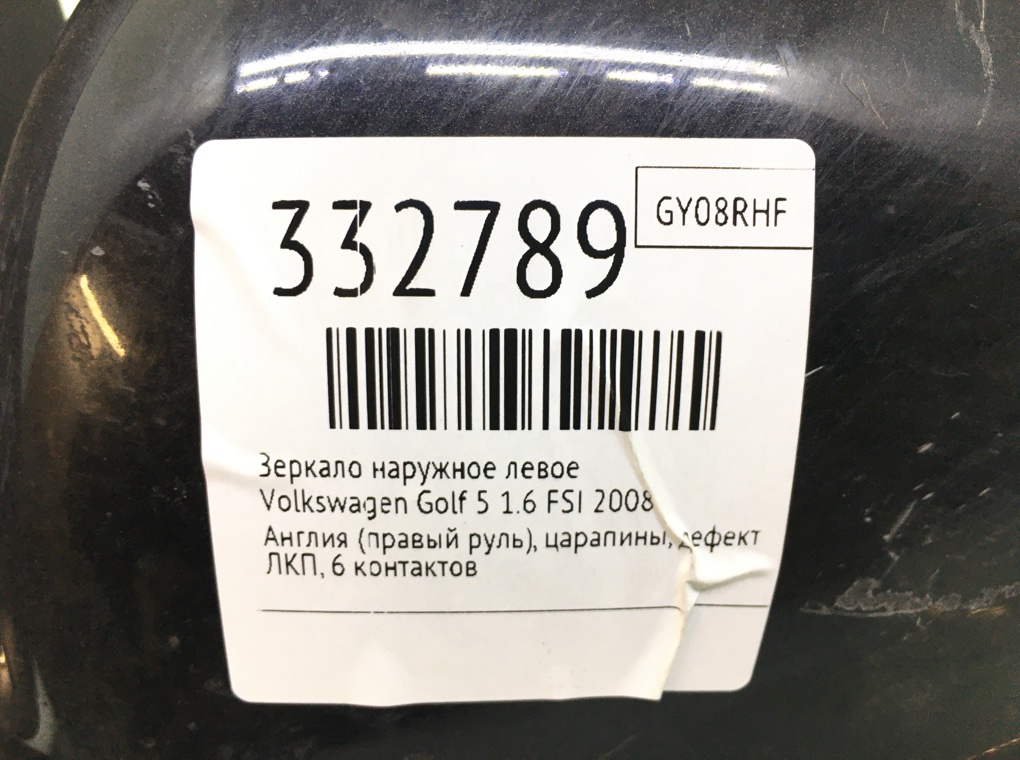 332789
GY08RHF
Зеркало наружное левое
Volkswagen Golf 5 1.6 FSI 2008
Англия (правый руль), царапины, дефект
ЛКП, 6 контактов